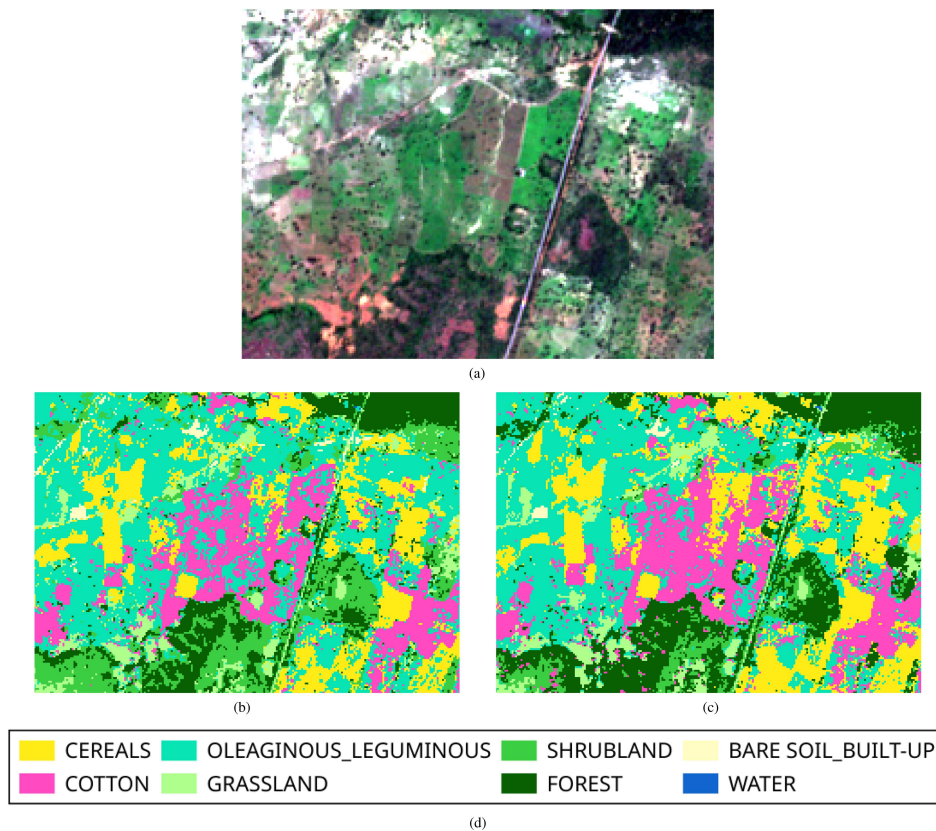 (a)
(b) (c)
CEREALS OLEAGINOUS_LEGUMINOUS SHRUBLAND BARE SOIL_BUILT-UP
COTTON GRASSLAND FOREST WATER
(d)